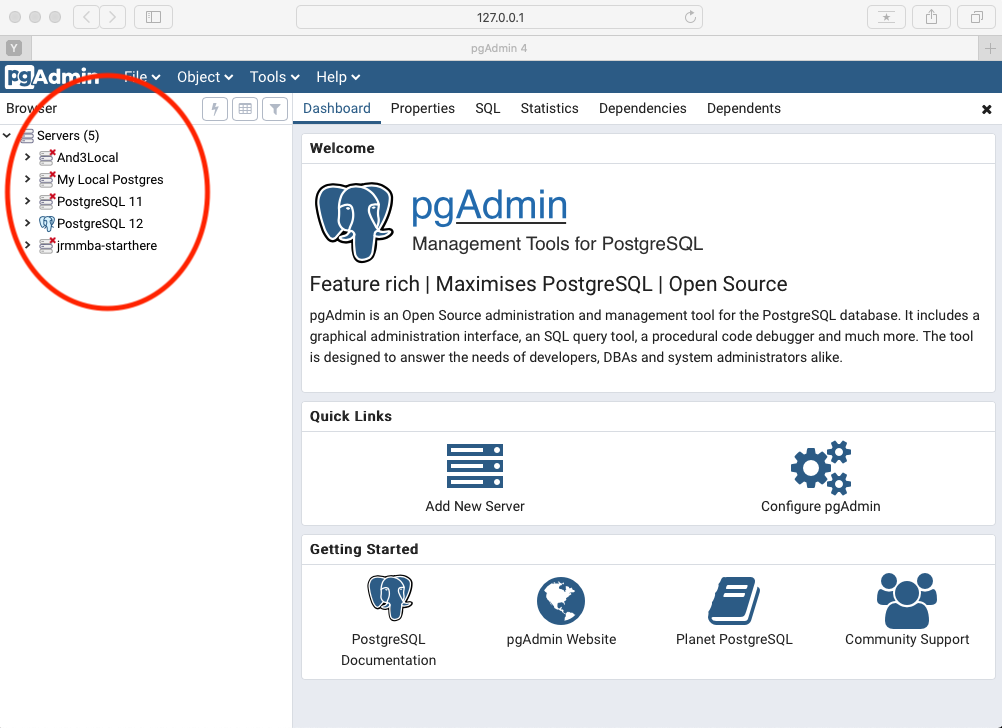 127.0.0.1
Y
pgAdmin 4
pgAdmin File Object Tools Help
Browser
Dashboard Properties SQL Statistics Dependencies Dependents
Servers (5)
And3Local
My Local Postgres
PostgreSQL 11
PostgreSQL 12
jrmmba-starthere
Welcome
pgAdmin
Management Tools for PostgreSQL
Feature rich | Maximises PostgreSQL | Open Source
pgAdmin is an Open Source administration and management tool for the PostgreSQL database. It includes a
graphical administration interface, an SQL query tool, a procedural code debugger and much more. The tool
is designed to answer the needs of developers, DBAs and system administrators alike.
Quick Links
Add New Server
Configure pgAdmin
Getting Started
PostgreSQL
Documentation
pgAdmin Website
Planet PostgreSQL
Community Support